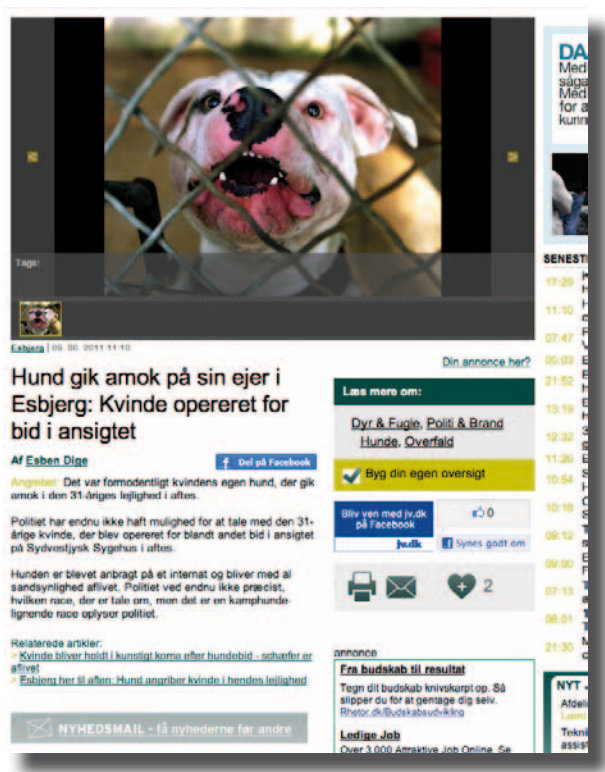 DA
Med
såga
Med
for a
kunn
Tags:
Esbjerg | 09. 06. 2011 11:10
Hund gik amok på sin ejer i
Esbjerg: Kvinde opereret for
bid i ansigtet
Af Esben Dige
Del på Facebook
Angrebet: Det var formodentligt kvindens egen hund, der gik
amok i den 31-åriges lejlighed i aftes.
Politiet har endnu ikke haft mulighed for at tale med den 31-
årige kvinde, der blev opereret for blandt andet bid i ansigtet
på Sydvestjysk Sygehus i aftes.
Hunden er blevet anbragt på et internat og bliver med al
sandsynlighed aflivet. Politiet ved endnu ikke præcist,
hvilken race, der er tale om, men det er en kamphunde-
lignende race oplyser politiet.
Relaterede artikler:
> Kvinde bliver holdt i kunstigt koma efter hundebid - schæfer er
aflivet
> Esbjerg her til aften: Hund angriber kvinde i hendes lejlighed
NYHEDSMAIL - få nyhederne før andre
Din annonce her?
Læs mere om:
Dyr & Fugle, Politi & Brand
Hunde, Overfald
Byg din egen oversigt
Bliv ven med jv.dk
på Facebook
jv.dk
0
Synes godt om
2
annonce
Fra budskab til resultat
Tegn dit budskab knivskarpt op. Så
slipper du for at gentage dig selv.
Rhetor.dk/Budskabsudvikling
Ledige Job
Over 3.000 Attraktive Job Online. Se
SENESTE
17:29
11:10
07:47
05:03
21:52
13:19
12:32
11:26
10:54
10:18
09:12
09:00
07:13
06:01
21:30
NYT
Afdeli
Tekni
assist